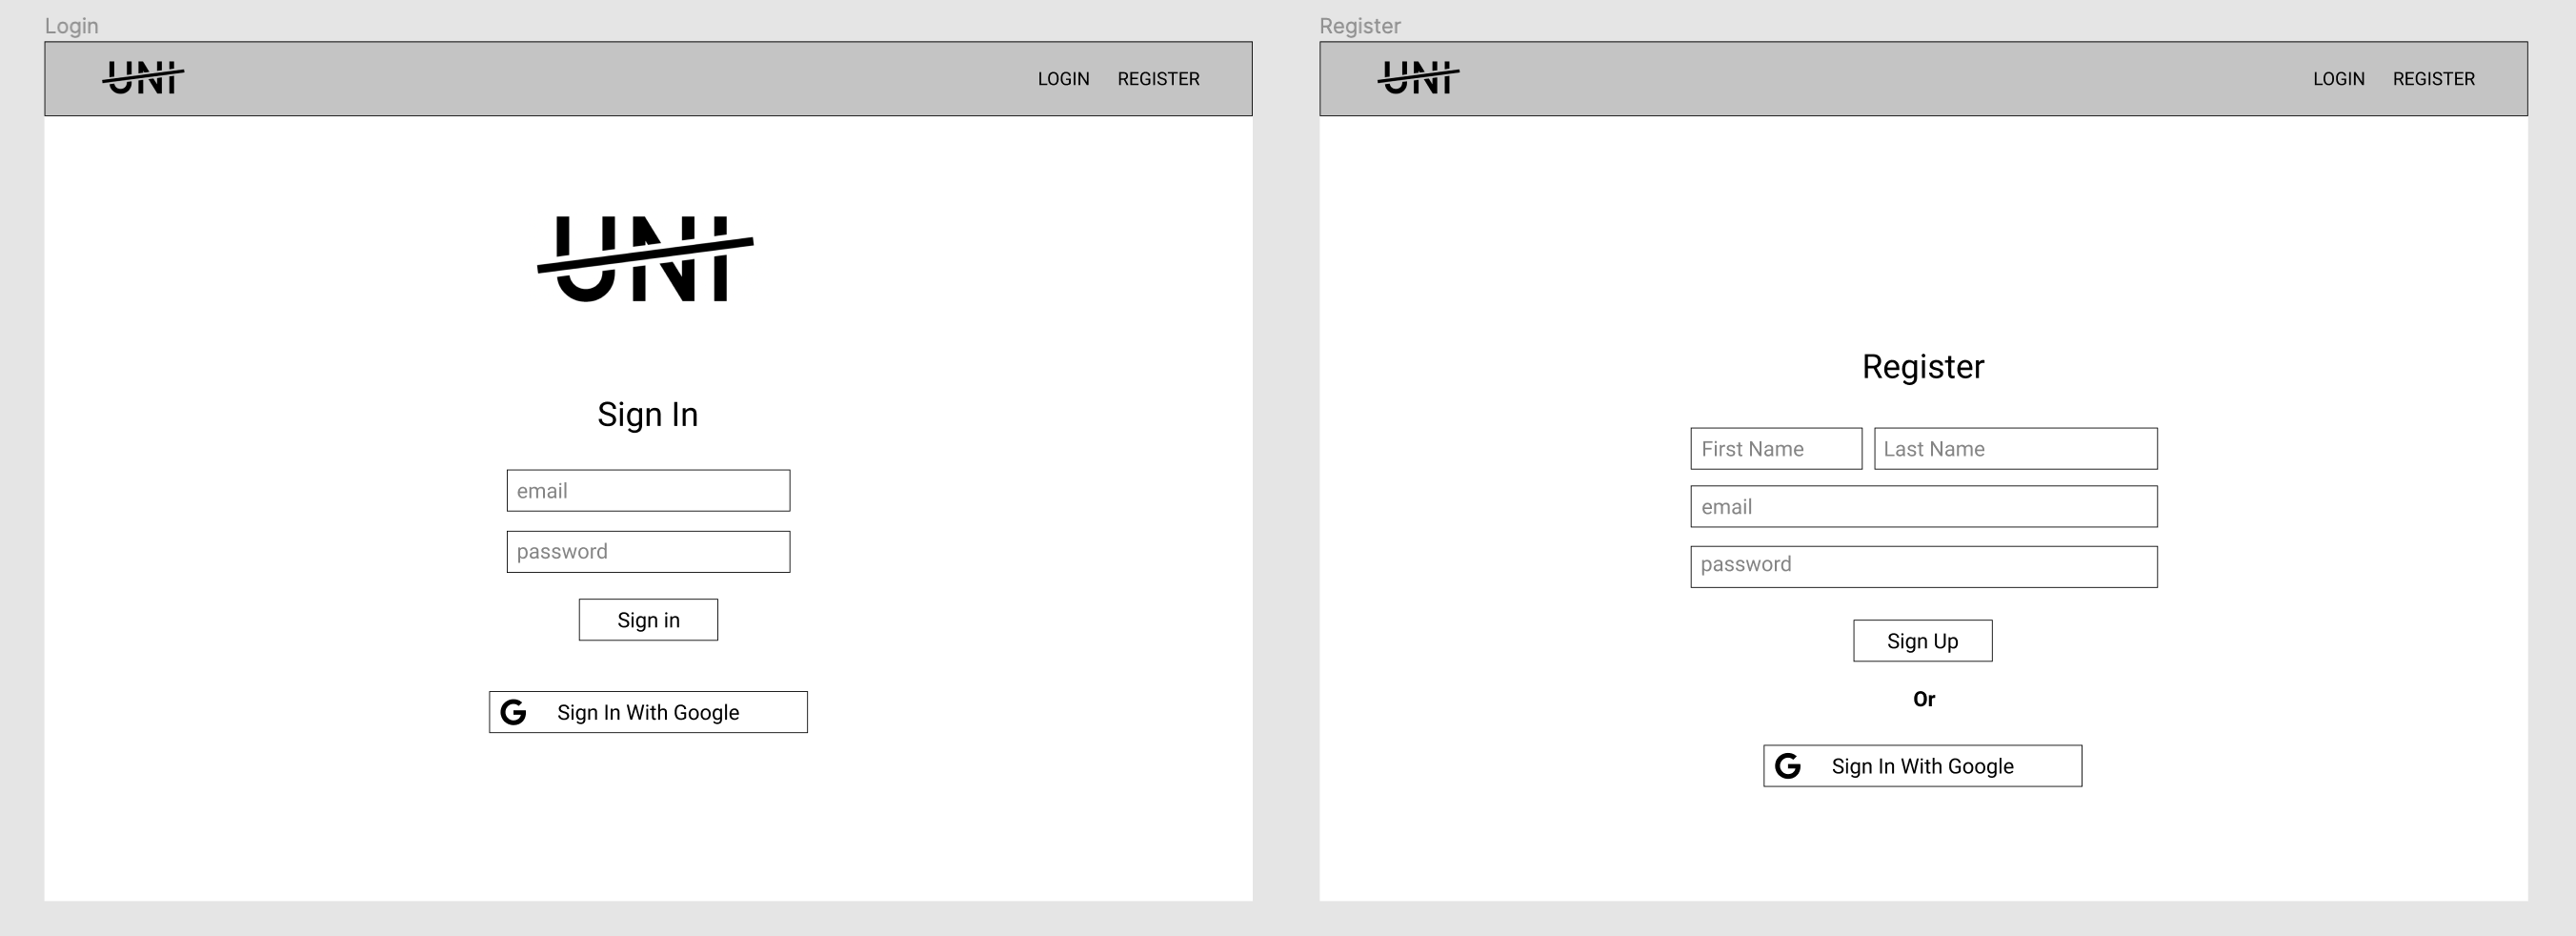 Login
UNI
LOGIN REGISTER
UNI
Sign In
email
password
Sign in
G Sign In With Google
Register
UNI
LOGIN REGISTER
Register
First Name Last Name
email
password
Sign Up
Or
G Sign In With Google